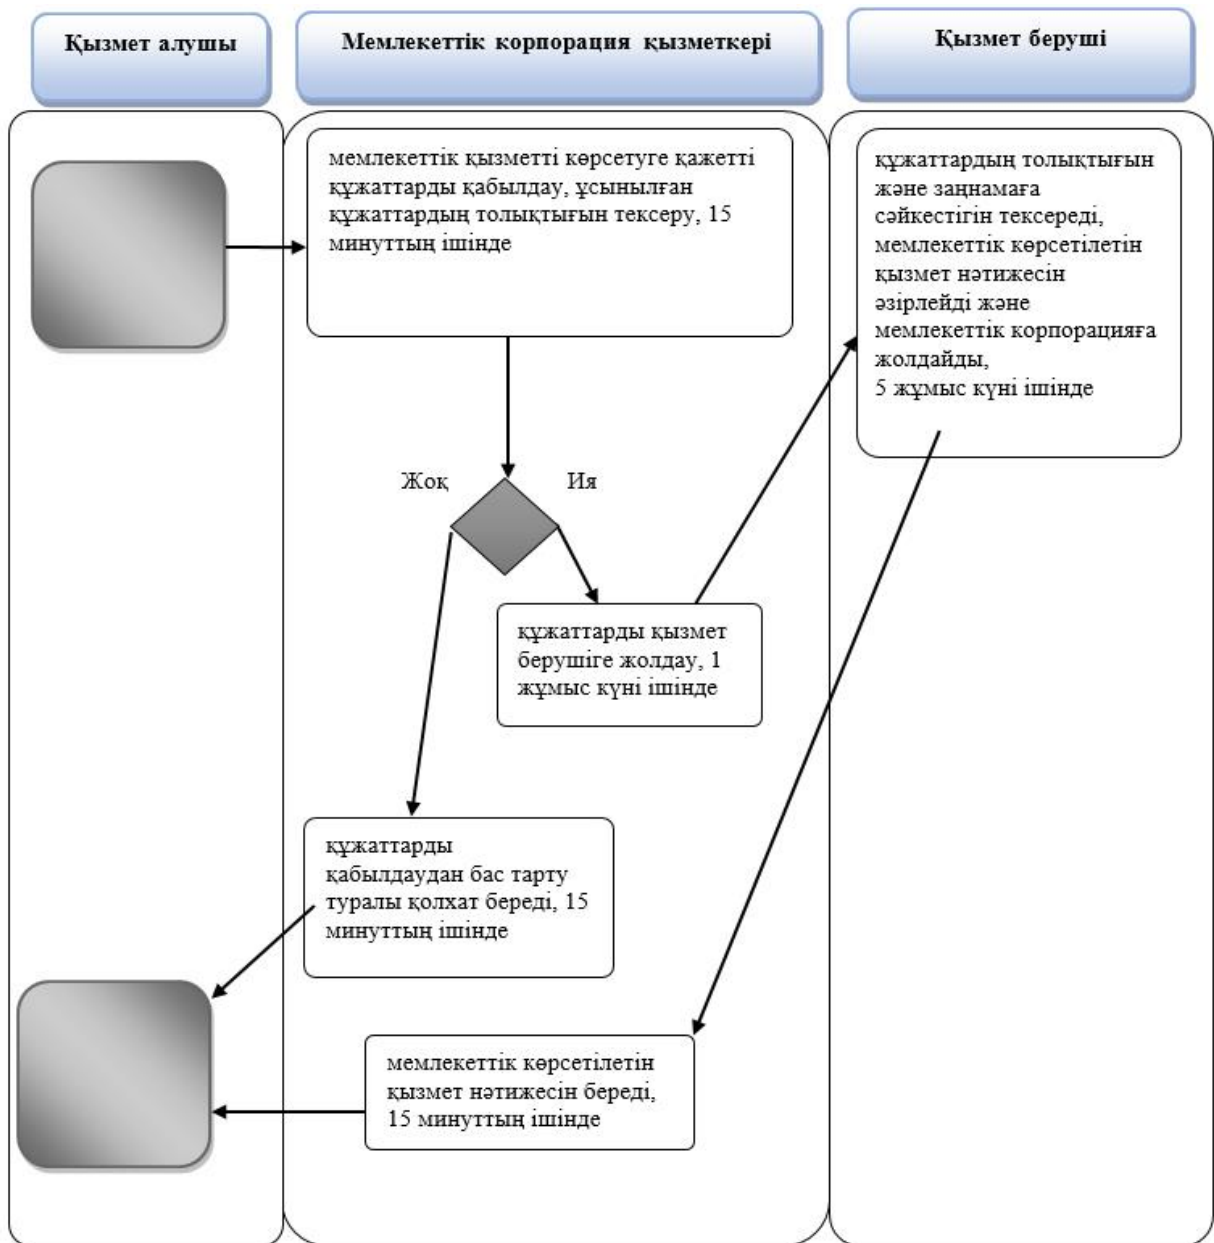 Қызмет алушы
Мемлекеттік корпорация қызметкері
Қызмет беруші
мемлекеттік қызметті көрсетуге қажетті
құжаттарды қабылдау, ұсынылған
құжаттардың толықтығын тексеру, 15
минуттың ішінде
құжаттардың толықтығын
және заңнамаға
сәйкестігін тексереді,
мемлекеттік көрсетілетін
қызмет нәтижесін
әзірлейді және
мемлекеттік корпорацияға
жолдайды,
5 жұмыс күні ішінде
Жоқ
Ия
құжаттарды қызмет
берушіге жолдау, 1
жұмыс күні ішінде
құжаттарды
қабылдаудан бас тарту
туралы қолхат береді, 15
минуттың ішінде
мемлекеттік көрсетілетін
қызмет нәтижесін береді,
15 минуттың ішінде